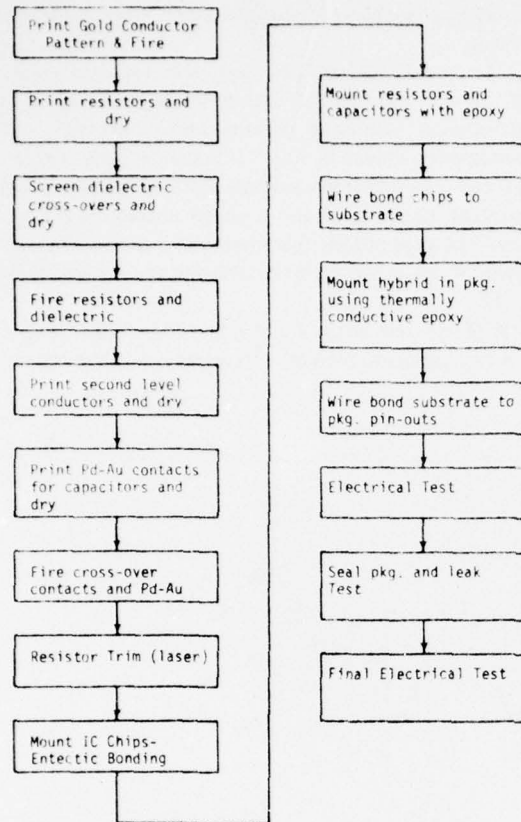 Print Gold Conductor
Pattern & Fire
Print resistors and
dry
Screen dielectric
cross-overs and
dry
Fire resistors and
dielectric
Print second level
conductors and dry
Print Pd-Au contacts
for capacitors and
dry
Fire cross-over
contacts and Pd-Au
Resistor Trim (laser)
Mount IC Chips-
Entectic Bonding
Mount resistors and
capacitors with epoxy
Wire bond chips to
substrate
Mount hybrid in pkg.
using thermally
conductive epoxy
Wire bond substrate to
pkg. pin-outs
Electrical Test
Seal pkg. and leak
Test
Final Electrical Test